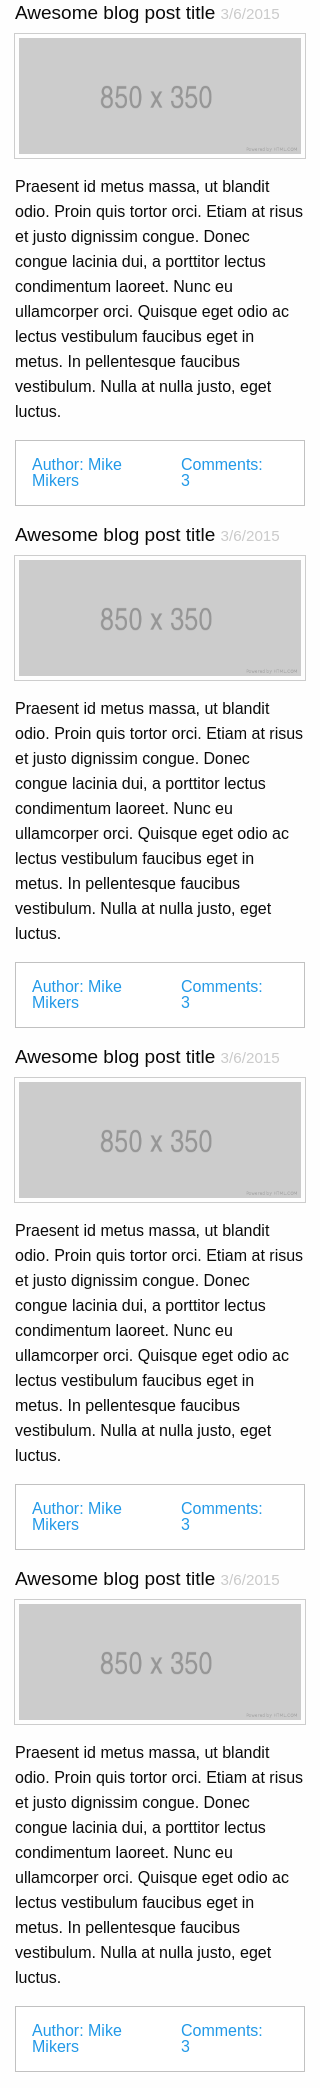 Awesome blog post title 3/6/2015
850 x 350
Powered by HTML.COM
Praesent id metus massa, ut blandit
odio. Proin quis tortor orci. Etiam at risus
et justo dignissim congue. Donec
congue lacinia dui, a porttitor lectus
condimentum laoreet. Nunc eu
ullamcorper orci. Quisque eget odio ac
lectus vestibulum faucibus eget in
metus. In pellentesque faucibus
vestibulum. Nulla at nulla justo, eget
luctus.
Author: Mike Comments:
Mikers 3
Awesome blog post title 3/6/2015
850 x 350
Powered by HTML.COM
Praesent id metus massa, ut blandit
odio. Proin quis tortor orci. Etiam at risus
et justo dignissim congue. Donec
congue lacinia dui, a porttitor lectus
condimentum laoreet. Nunc eu
ullamcorper orci. Quisque eget odio ac
lectus vestibulum faucibus eget in
metus. In pellentesque faucibus
vestibulum. Nulla at nulla justo, eget
luctus.
Author: Mike Comments:
Mikers 3
Awesome blog post title 3/6/2015
850 x 350
Powered by HTML.COM
Praesent id metus massa, ut blandit
odio. Proin quis tortor orci. Etiam at risus
et justo dignissim congue. Donec
congue lacinia dui, a porttitor lectus
condimentum laoreet. Nunc eu
ullamcorper orci. Quisque eget odio ac
lectus vestibulum faucibus eget in
metus. In pellentesque faucibus
vestibulum. Nulla at nulla justo, eget
luctus.
Author: Mike Comments:
Mikers 3
Awesome blog post title 3/6/2015
850 x 350
Powered by HTML.COM
Praesent id metus massa, ut blandit
odio. Proin quis tortor orci. Etiam at risus
et justo dignissim congue. Donec
congue lacinia dui, a porttitor lectus
condimentum laoreet. Nunc eu
ullamcorper orci. Quisque eget odio ac
lectus vestibulum faucibus eget in
metus. In pellentesque faucibus
vestibulum. Nulla at nulla justo, eget
luctus.
Author: Mike Comments:
Mikers 3